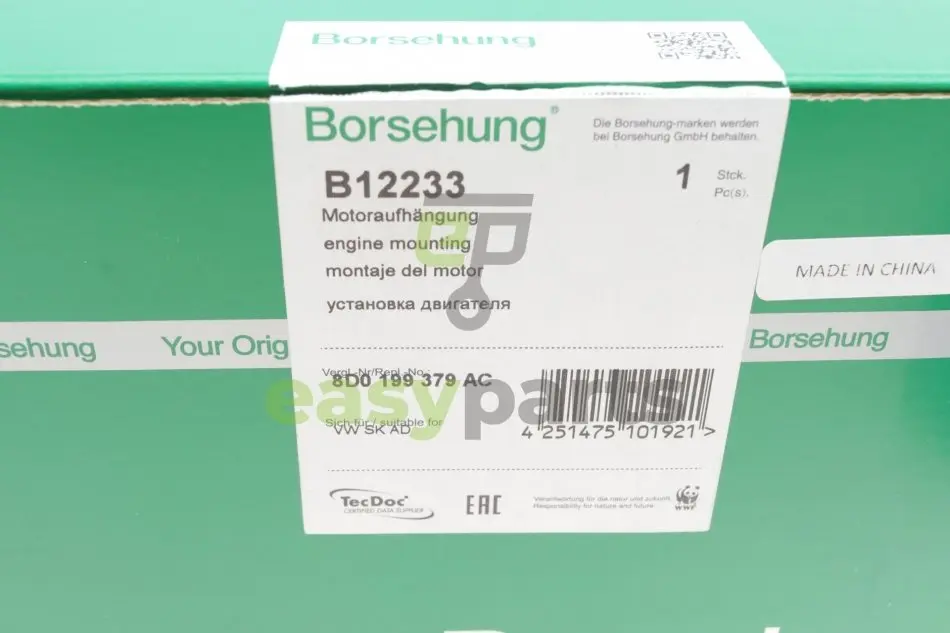 Borsehung
Borsehung®
Die Borsehung-marken werden
bei Borsehung GmbH behalten.
B12233
1 Stck.
Pc(s).
Motoraufhängung
engine mounting
montaje del motor
установка двигателя
ep
MADE IN CHINA
sehung Your Orig
Borsehung
Vergl.-Nr/Repl.-No.:
8D0 199 379 AC
easyparts
Sich für / suitable for
VW SK AD
4 251475 101921 >
TecDoc®
CERTIFIED DATA SUPPLIER
EAC
Verantwortung für die natur und zukunft.
Responsibility for nature and future.
WWF